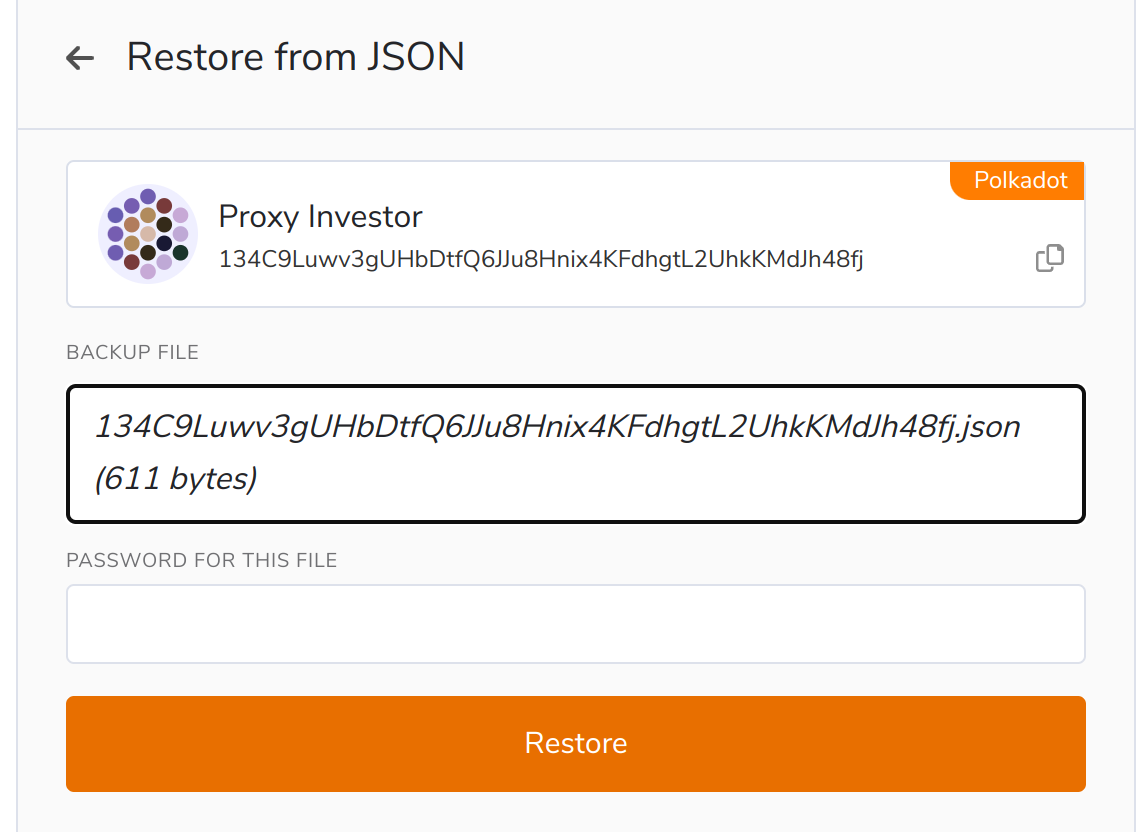 Restore from JSON
Polkadot
Proxy Investor
134C9Luwv3gUHbDtfQ6JJu8Hnix4KFdhgtL2UhkKMdJh48fj
BACKUP FILE
134C9Luwv3gUHbDtfQ6JJu8Hnix4KFdhgtL2UhkKMdJh48fj.json
(611 bytes)
PASSWORD FOR THIS FILE
Restore